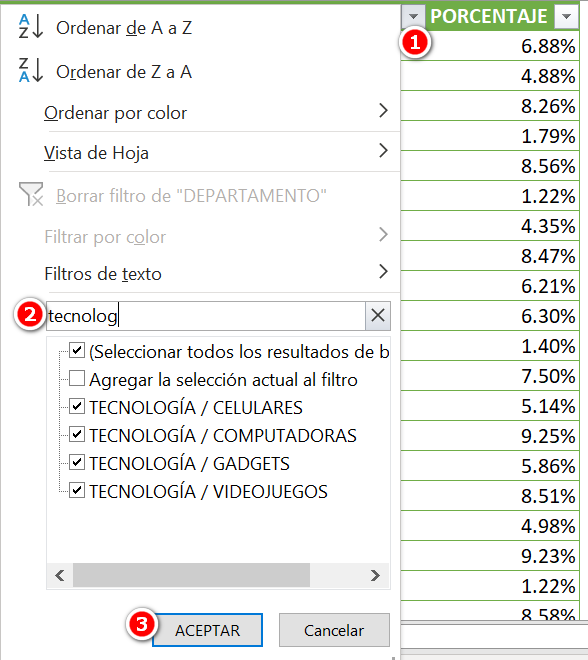 Ordenar de A a Z
Ordenar de Z a A
Ordenar por color
Vista de Hoja
Borrar filtro de "DEPARTAMENTO"
Filtrar por color
Filtros de texto
2 tecnolog
(Seleccionar todos los resultados de b
Agregar la selección actual al filtro
TECNOLOGÍA / CELULARES
TECNOLOGÍA / COMPUTADORAS
TECNOLOGÍA / GADGETS
TECNOLOGÍA / VIDEOJUEGOS
3 ACEPTAR Cancelar
PORCENTAJE
1
6.88%
4.88%
8.26%
1.79%
8.56%
1.22%
4.35%
8.47%
6.21%
6.30%
1.40%
7.50%
5.14%
9.25%
5.86%
8.51%
4.98%
9.23%
1.22%
8.58%